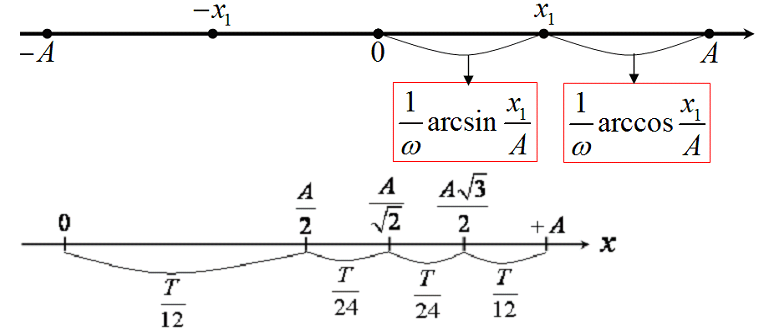 −x₁ x₁
−A 0 A
1/ω arcsin x₁/A 1/ω arccos x₁/A
0 A/2 A/√2 A√3/2 +A x
T/12 T/24 T/24 T/12